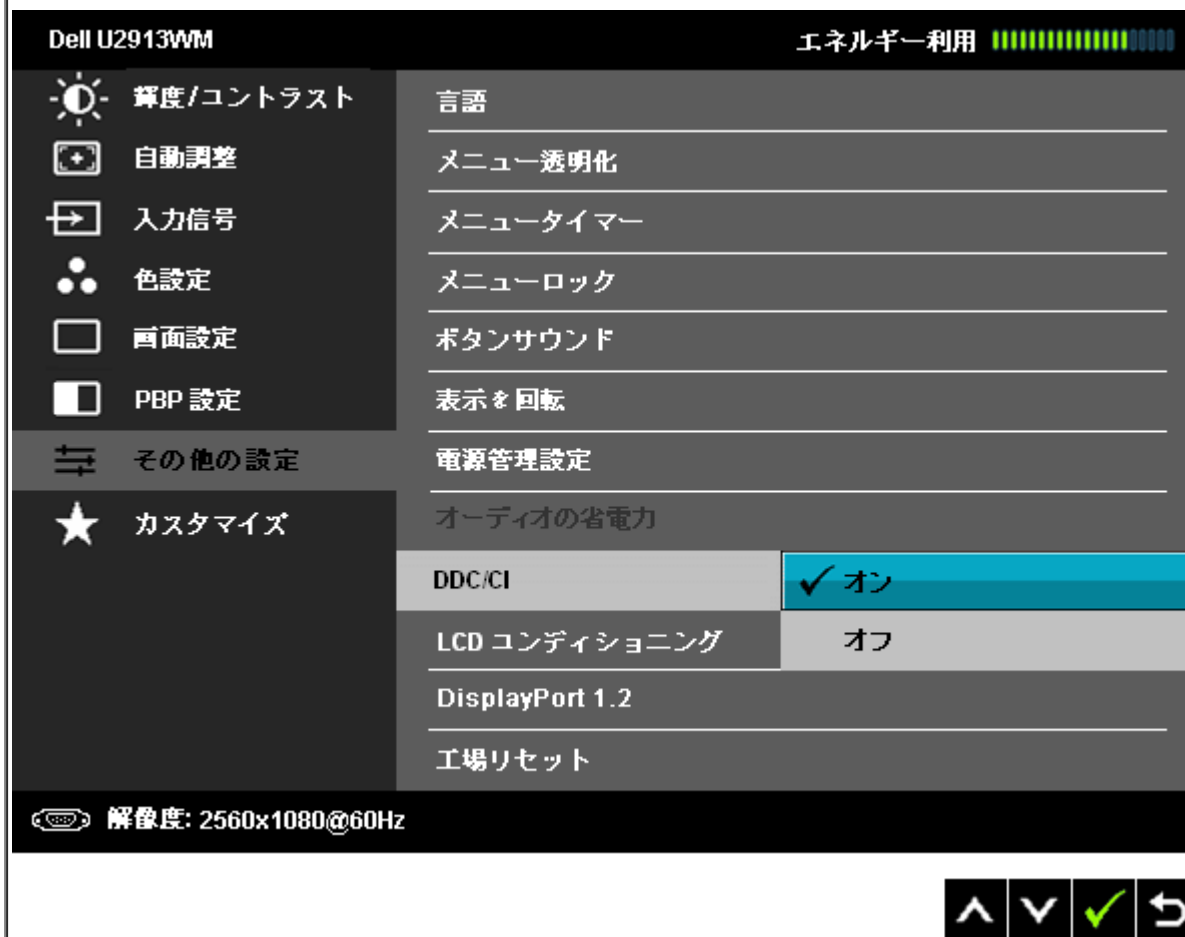 Dell U2913WM エネルギー利用
輝度/コントラスト
自動調整
入力信号
色設定
画面設定
PBP 設定
その他の設定
カスタマイズ
言語
メニュー透明化
メニュータイマー
メニューロック
ボタンサウンド
表示を回転
電源管理設定
オーディオの省電力
DDC/CI
オン
オフ
LCD コンディショニング
DisplayPort 1.2
工場リセット
解像度: 2560x1080@60Hz